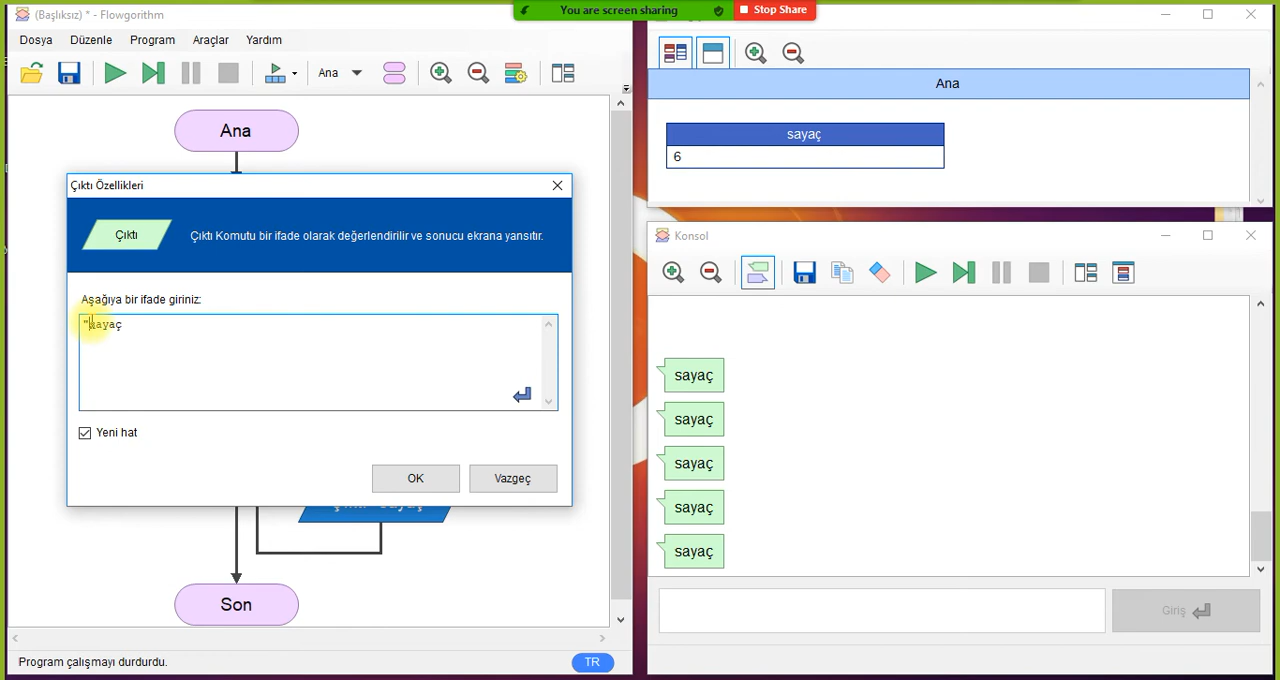 You are screen sharing
Stop Share
(Başlıksız) * - Flowgorithm
Dosya Düzenle Program Araçlar Yardım
Ana
Ana
Çıktı Özellikleri
Çıktı
Çıktı Komutu bir ifade olarak değerlendirilir ve sonucu ekrana yansıtır.
Aşağıya bir ifade giriniz:
"sayaç
Yeni hat
OK
Vazgeç
Son
Program çalışmayı durdurdu.
TR
Ana
sayaç
6
Konsol
sayaç
sayaç
sayaç
sayaç
sayaç
Giriş